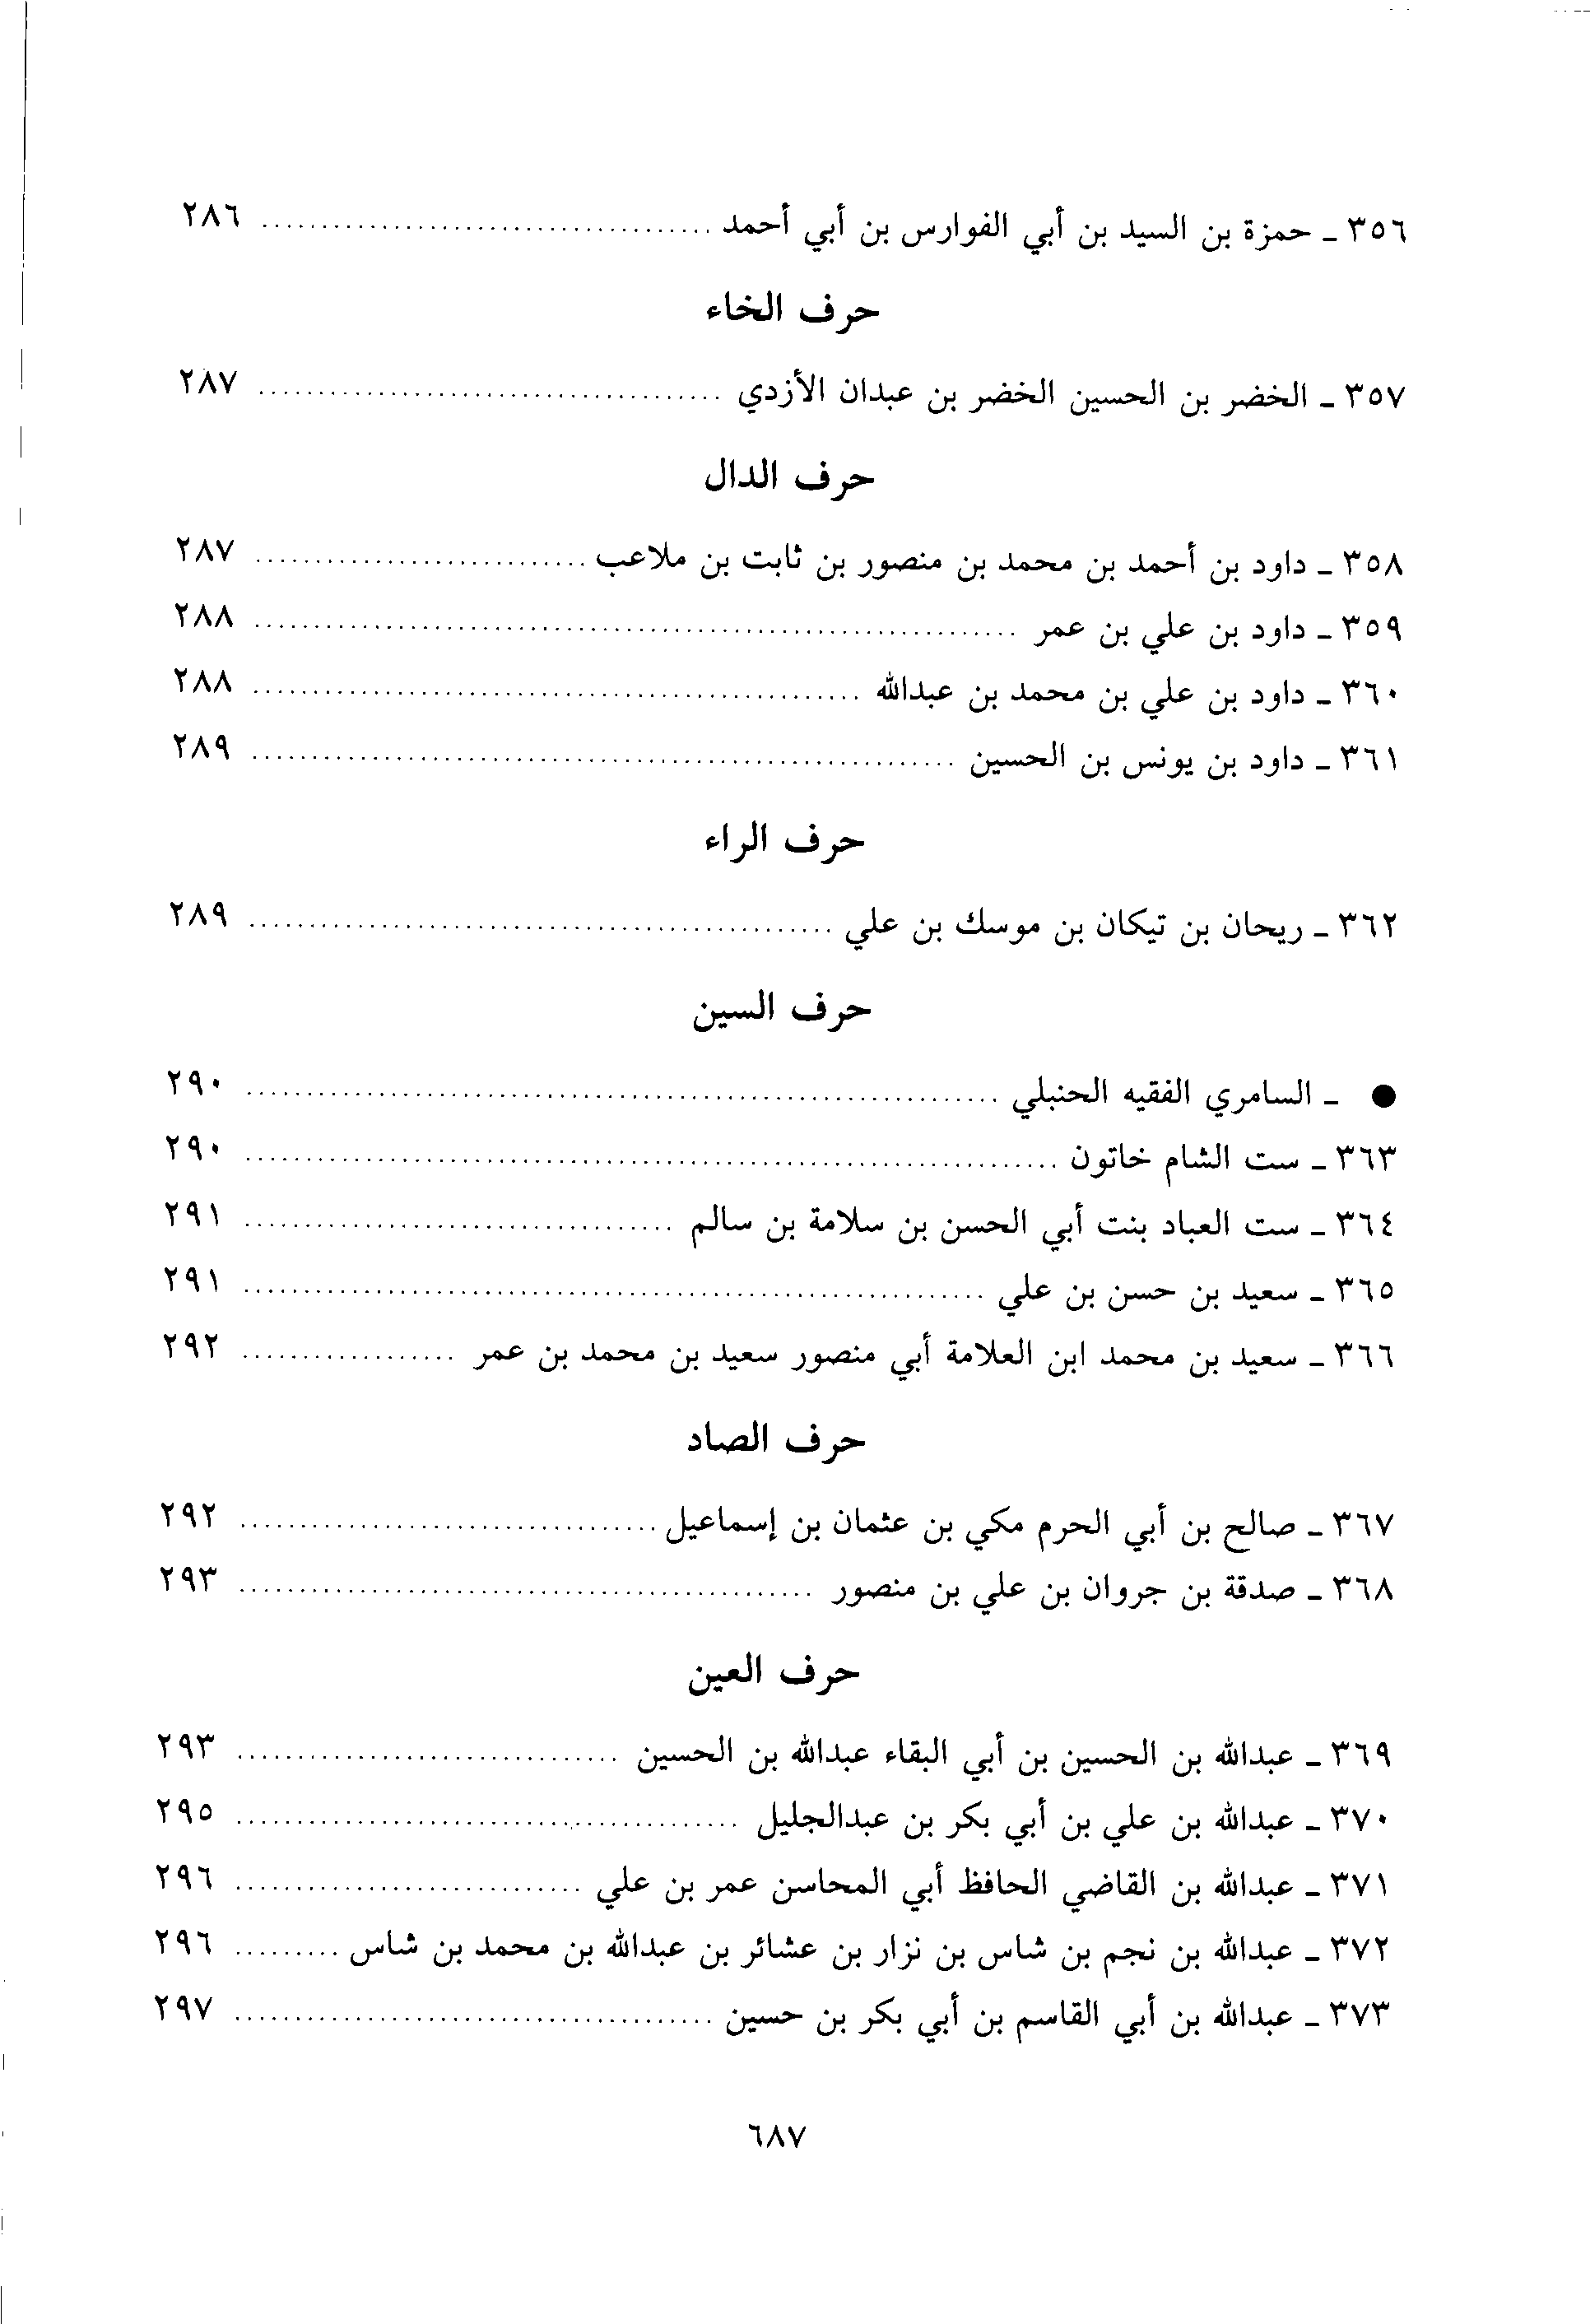 ٣٥٦ ـ حمزة بن السيد بن أبي الفوارس بن أبي أحمد ........ ٢٨٦
حرف الخاء
٣٥٧ ـ الخضر بن الحسين الخضر بن عبدان الأزدي ........ ٢٨٧
حرف الدال
٣٥٨ ـ داود بن أحمد بن محمد بن منصور بن ثابت بن ملاعب ........ ٢٨٧
٣٥٩ ـ داود بن علي بن عمر ........ ٢٨٨
٣٦٠ ـ داود بن علي بن محمد بن عبدالله ........ ٢٨٨
٣٦١ ـ داود بن يونس بن الحسين ........ ٢٨٩
حرف الراء
٣٦٢ ـ ريحان بن تيكان بن موسك بن علي ........ ٢٨٩
حرف السين
● ـ السامري الفقيه الحنبلي ........ ٢٩٠
٣٦٣ ـ ست الشام خاتون ........ ٢٩٠
٣٦٤ ـ ست العباد بنت أبي الحسن بن سلامة بن سالم ........ ٢٩١
٣٦٥ ـ سعيد بن حسن بن علي ........ ٢٩١
٣٦٦ ـ سعيد بن محمد ابن العلامة أبي منصور سعيد بن محمد بن عمر ........ ٢٩٢
حرف الصاد
٣٦٧ ـ صالح بن أبي الحرم مكي بن عثمان بن إسماعيل ........ ٢٩٢
٣٦٨ ـ صدقة بن جروان بن علي بن منصور ........ ٢٩٣
حرف العين
٣٦٩ ـ عبدالله بن الحسين بن أبي البقاء عبدالله بن الحسين ........ ٢٩٣
٣٧٠ ـ عبدالله بن علي بن أبي بكر بن عبدالجليل ........ ٢٩٥
٣٧١ ـ عبدالله بن القاضي الحافظ أبي المحاسن عمر بن علي ........ ٢٩٦
٣٧٢ ـ عبدالله بن نجم بن شاس بن نزار بن عشائر بن عبدالله بن محمد بن شاس ........ ٢٩٦
٣٧٣ ـ عبدالله بن أبي القاسم بن أبي بكر بن حسين ........ ٢٩٧
٦٨٧